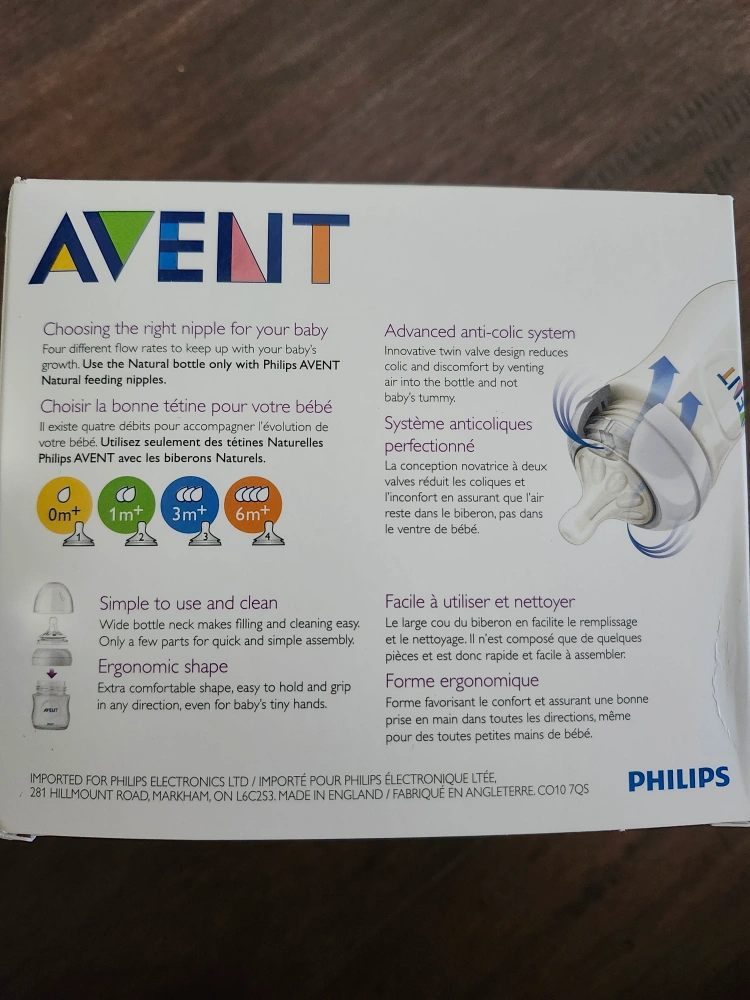 AVENT
Choosing the right nipple for your baby
Four different flow rates to keep up with your baby's
growth. Use the Natural bottle only with Philips AVENT
Natural feeding nipples.
Choisir la bonne tétine pour votre bébé
Il existe quatre débits pour accompagner l'évolution de
votre bébé. Utilisez seulement des tétines Naturelles
Philips AVENT avec les biberons Naturels.
0m+ 1m+ 3m+ 6m+
1 2 3 4
Advanced anti-colic system
Innovative twin valve design reduces
colic and discomfort by venting
air into the bottle and not
baby's tummy.
Système anticoliques
perfectionné
La conception novatrice à deux
valves réduit les coliques et
l'inconfort en assurant que l'air
reste dans le biberon, pas dans
le ventre de bébé.
Simple to use and clean
Wide bottle neck makes filling and cleaning easy.
Only a few parts for quick and simple assembly.
Ergonomic shape
Extra comfortable shape, easy to hold and grip
in any direction, even for baby's tiny hands.
AVENT
Facile à utiliser et nettoyer
Le large cou du biberon en facilite le remplissage
et le nettoyage. Il n'est composé que de quelques
pièces et est donc rapide et facile à assembler.
Forme ergonomique
Forme favorisant le confort et assurant une bonne
prise en main dans toutes les directions, même
pour des toutes petites mains de bébé.
IMPORTED FOR PHILIPS ELECTRONICS LTD / IMPORTÉ POUR PHILIPS ÉLECTRONIQUE LTÉE,
281 HILLMOUNT ROAD, MARKHAM, ON L6C2S3. MADE IN ENGLAND / FABRIQUÉ EN ANGLETERRE. CO10 7QS
PHILIPS